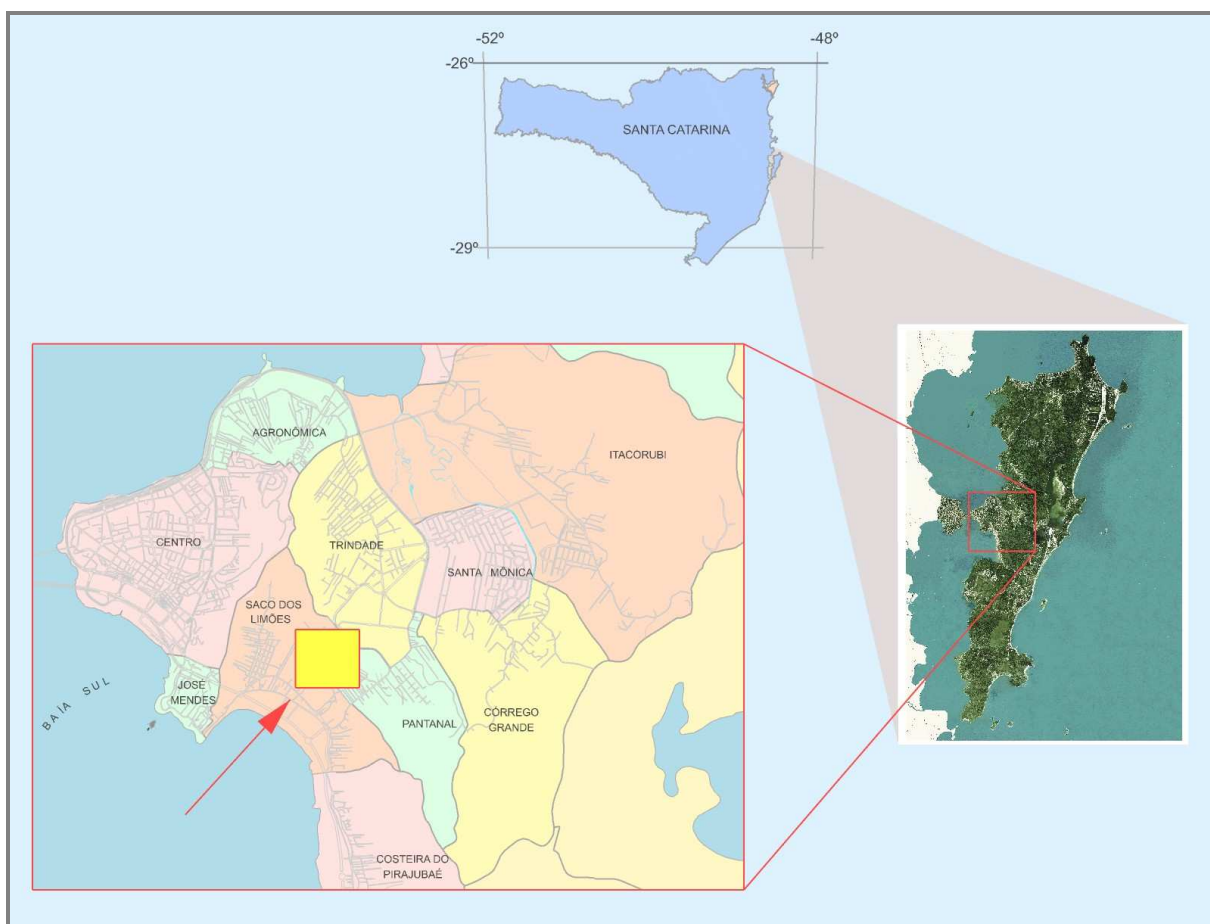 -52º
-48º
-26º
SANTA CATARINA
-29º
AGRONÔMICA
ITACORUBI
CENTRO
TRINDADE
SANTA MÔNICA
SACO DOS
LIMÕES
JOSÉ
MENDES
BAÍA SUL
PANTANAL
CÓRREGO
GRANDE
COSTEIRA DO
PIRAJUBAÉ